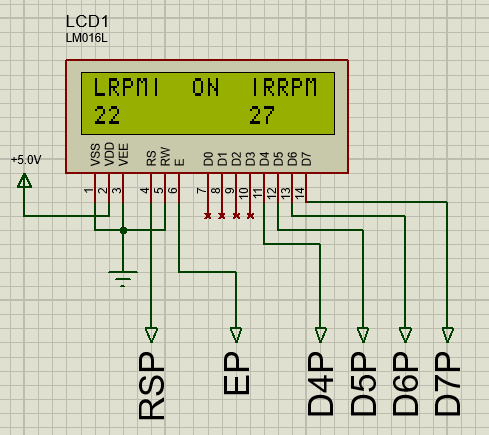 LCD1
LM016L
LRPM| ON |RRPM
22 27
+5.0V
VSS VDD VEE RS RW E D0 D1 D2 D3 D4 D5 D6 D7
1 2 3 4 5 6 7 8 9 10 11 12 13 14
RSP EP D4P D5P D6P D7P